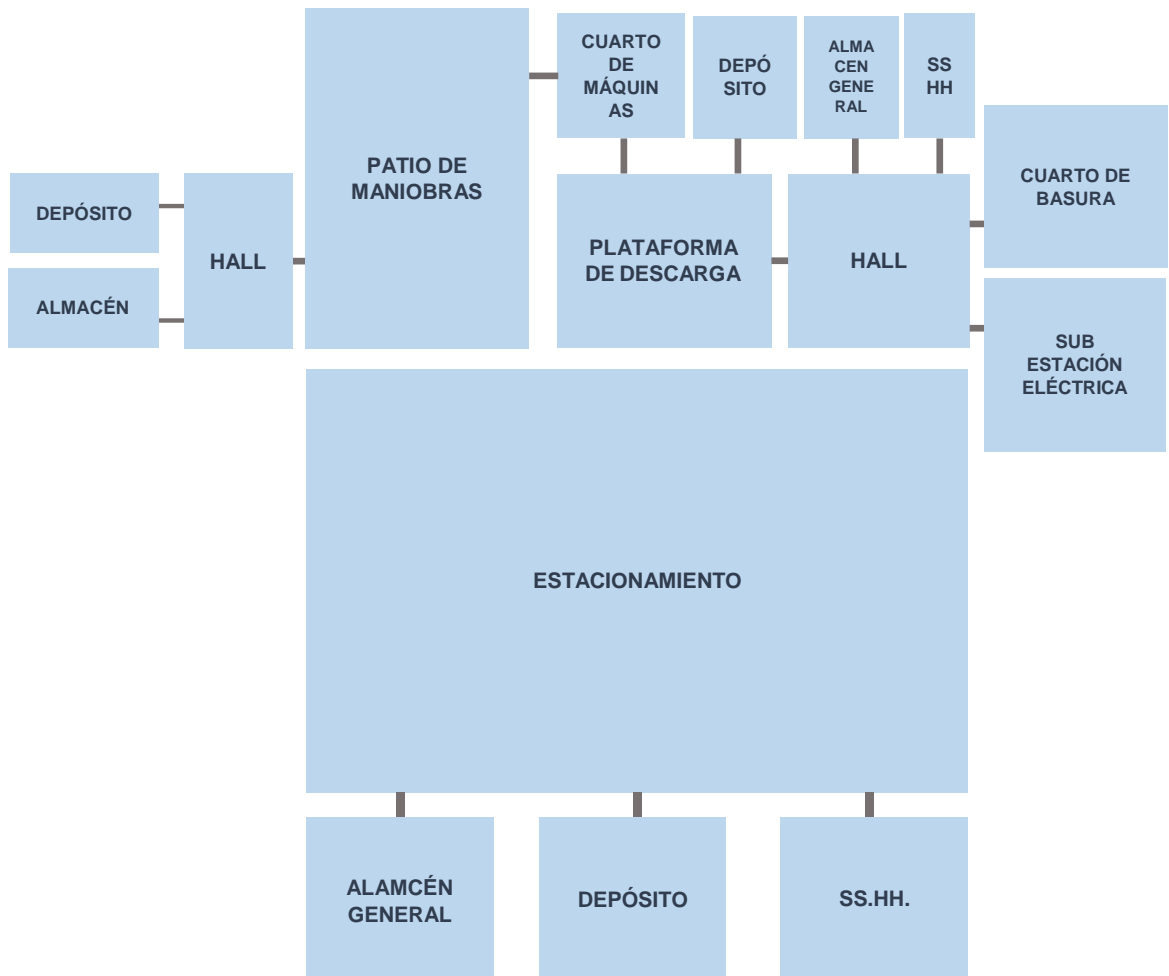 CUARTO
DE
MÁQUIN
AS
DEPÓ
SITO
ALMA
CEN
GENE
RAL
SS
HH
PATIO DE
MANIOBRAS
CUARTO DE
BASURA
DEPÓSITO
HALL
PLATAFORMA
DE DESCARGA
HALL
ALMACÉN
SUB
ESTACIÓN
ELÉCTRICA
ESTACIONAMIENTO
ALAMCÉN
GENERAL
DEPÓSITO
SS.HH.